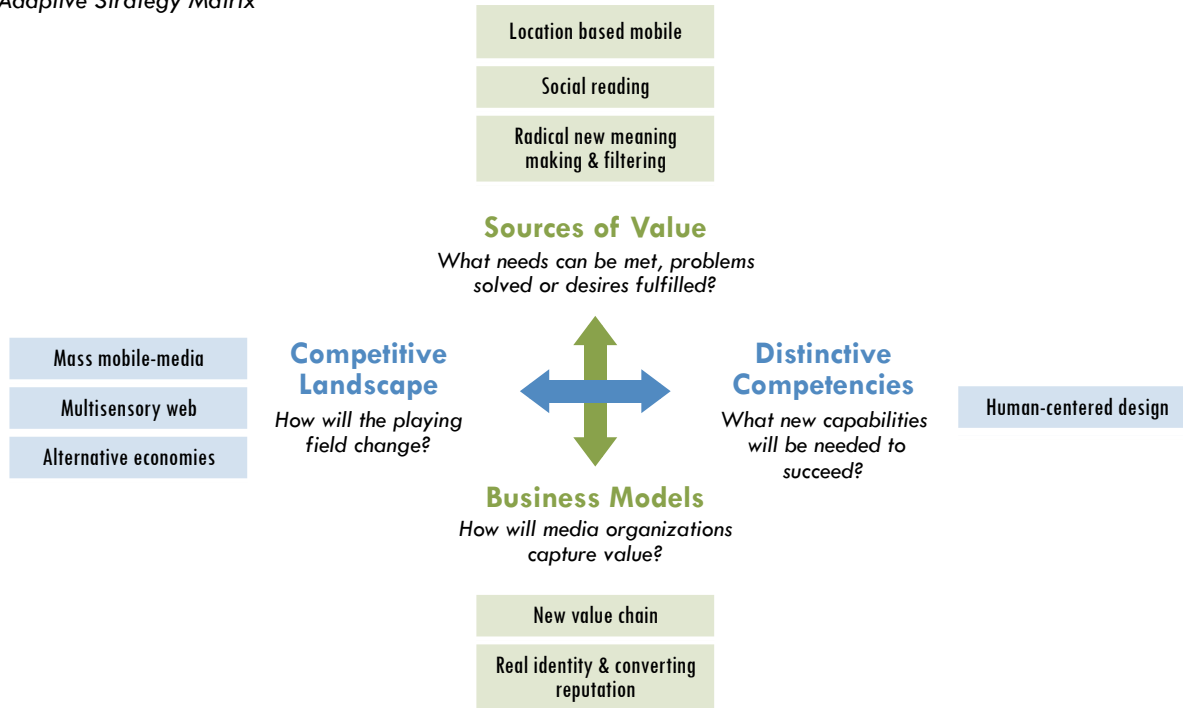 Adaptive Strategy Matrix
Location based mobile
Social reading
Radical new meaning
making & filtering
Sources of Value
What needs can be met, problems
solved or desires fulfilled?
Mass mobile-media
Multisensory web
Alternative economies
Competitive
Landscape
How will the playing
field change?
Distinctive
Competencies
What new capabilities
will be needed to
succeed?
Human-centered design
Business Models
How will media organizations
capture value?
New value chain
Real identity & converting
reputation